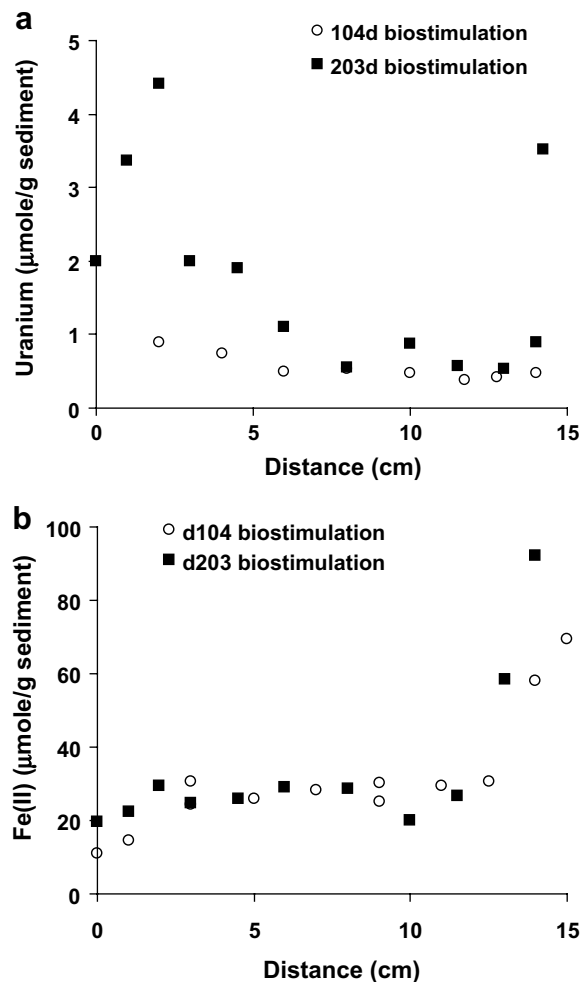 a
104d biostimulation
203d biostimulation
Uranium (μmole/g sediment)
5
4
3
2
1
0
0 5 10 15
Distance (cm)
b
d104 biostimulation
d203 biostimulation
Fe(II) (μmole/g sediment)
100
80
60
40
20
0
0 5 10 15
Distance (cm)